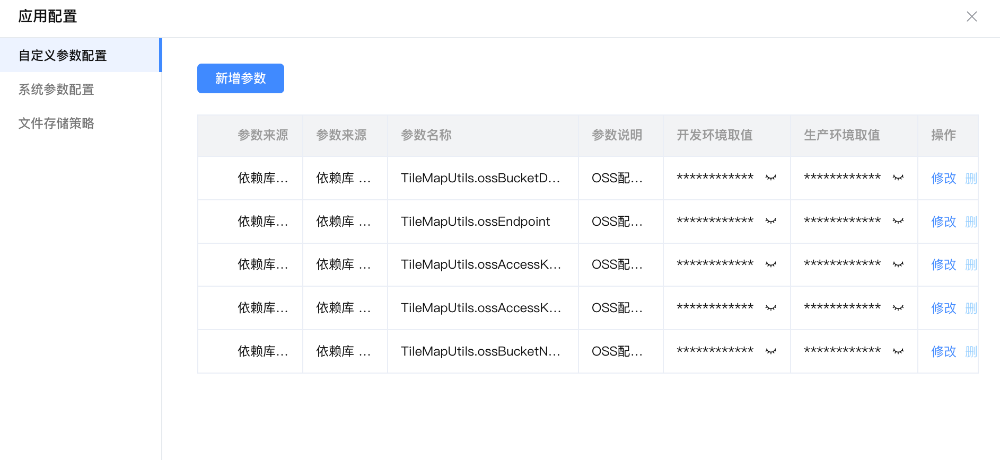 应用配置
自定义参数配置
系统参数配置
文件存储策略
新增参数
参数来源 参数来源 参数名称 参数说明 开发环境取值 生产环境取值 操作
依赖库... 依赖库 ... TileMapUtils.ossBucketD... OSS配... ************ ************ 修改 删
依赖库... 依赖库 ... TileMapUtils.ossEndpoint OSS配... ************ ************ 修改 删
依赖库... 依赖库 ... TileMapUtils.ossAccessK... OSS配... ************ ************ 修改 删
依赖库... 依赖库 ... TileMapUtils.ossAccessK... OSS配... ************ ************ 修改 删
依赖库... 依赖库 ... TileMapUtils.ossBucketN... OSS配... ************ ************ 修改 删